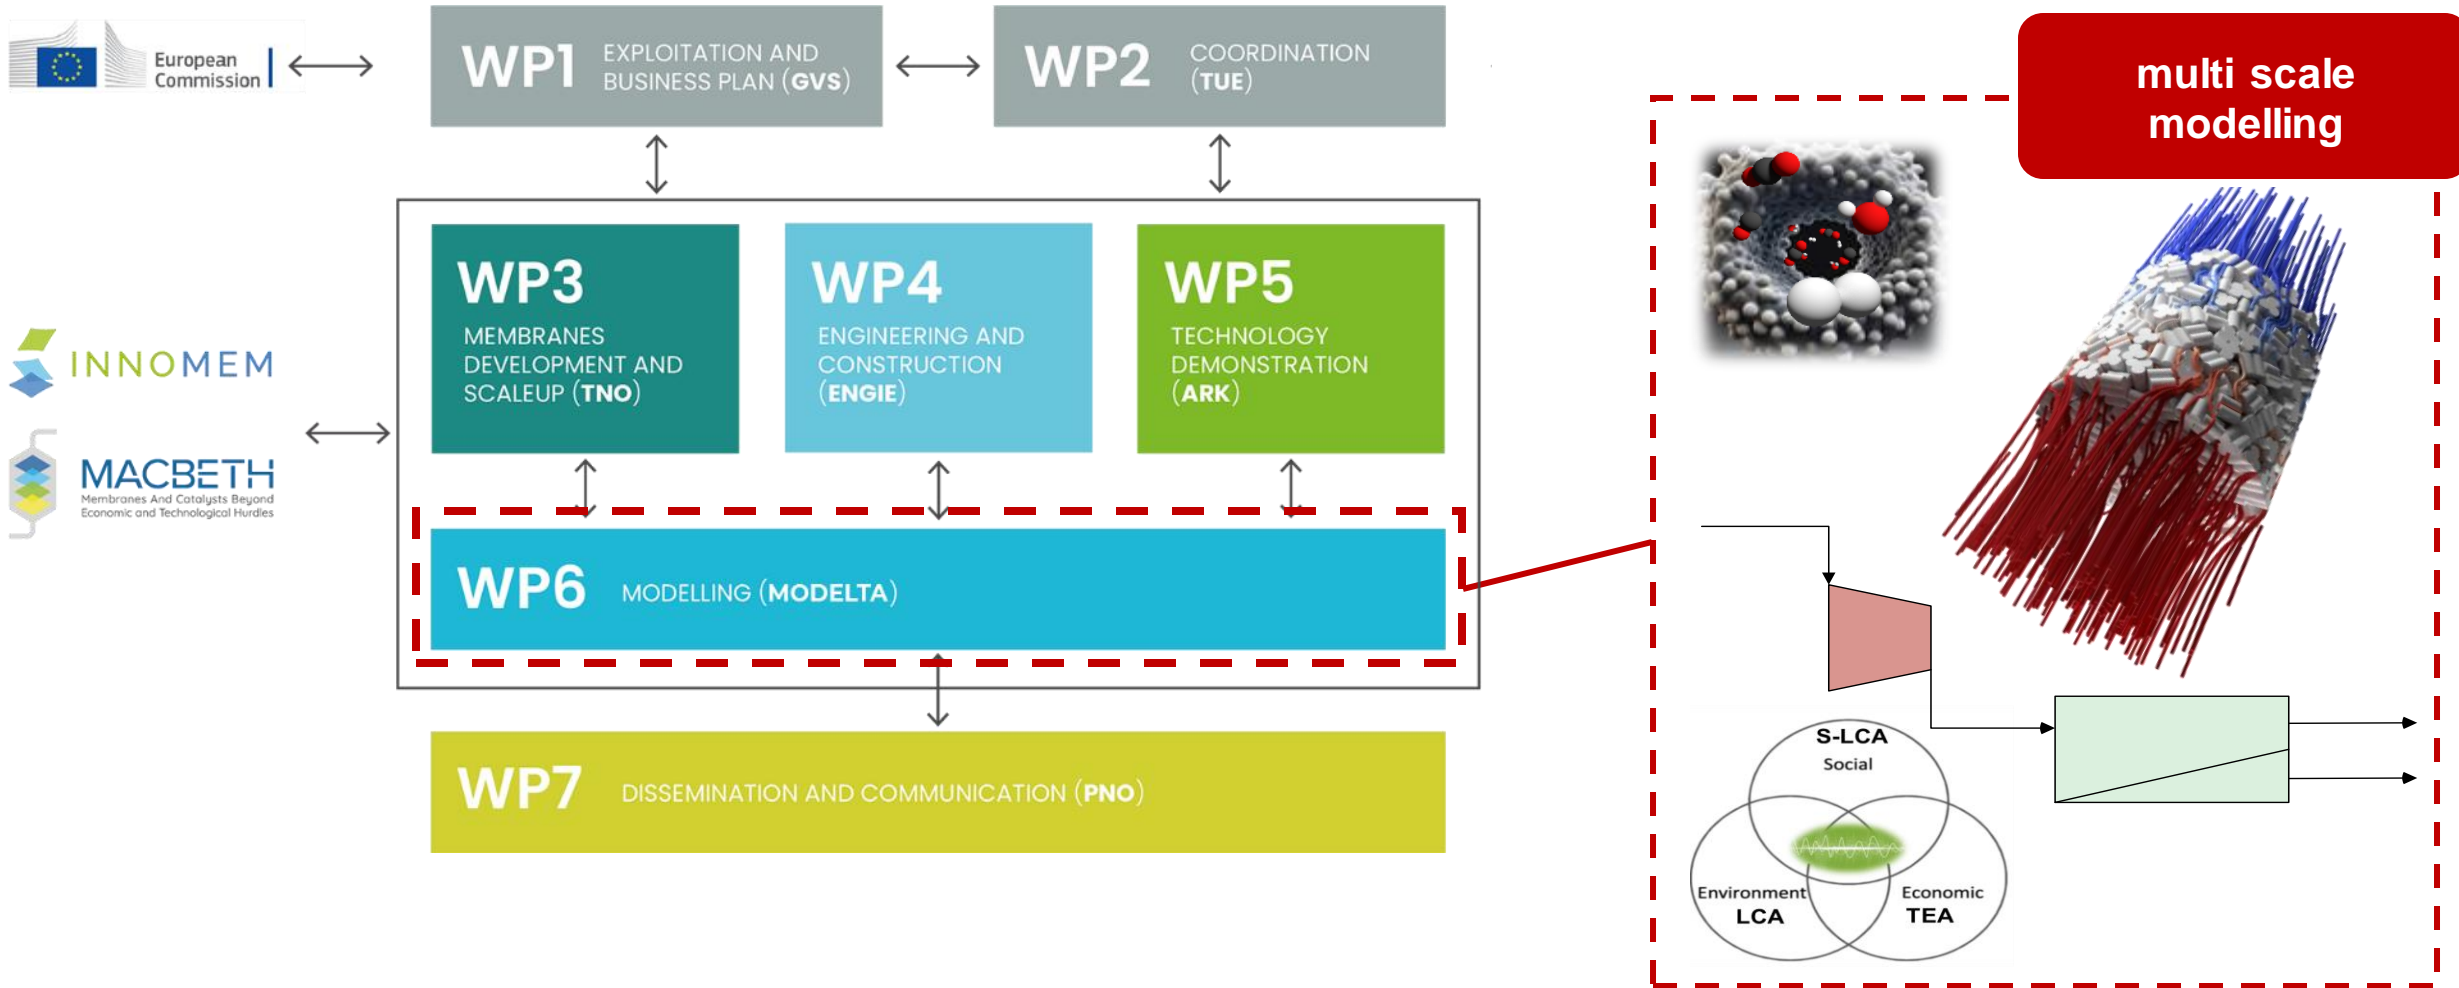 European
Commission
WP1
EXPLOITATION AND
BUSINESS PLAN (GVS)
WP2
COORDINATION
(TUE)
multi scale
modelling
WP3
MEMBRANES
DEVELOPMENT AND
SCALEUP (TNO)
WP4
ENGINEERING AND
CONSTRUCTION
(ENGIE)
WP5
TECHNOLOGY
DEMONSTRATION
(ARK)
INNOMEM
MACBETH
Membranes And Catalysts Beyond
Economic and Technological Hurdles
WP6
MODELLING (MODELTA)
WP7
DISSEMINATION AND COMMUNICATION (PNO)
S-LCA
Social
Environment
LCA
Economic
TEA